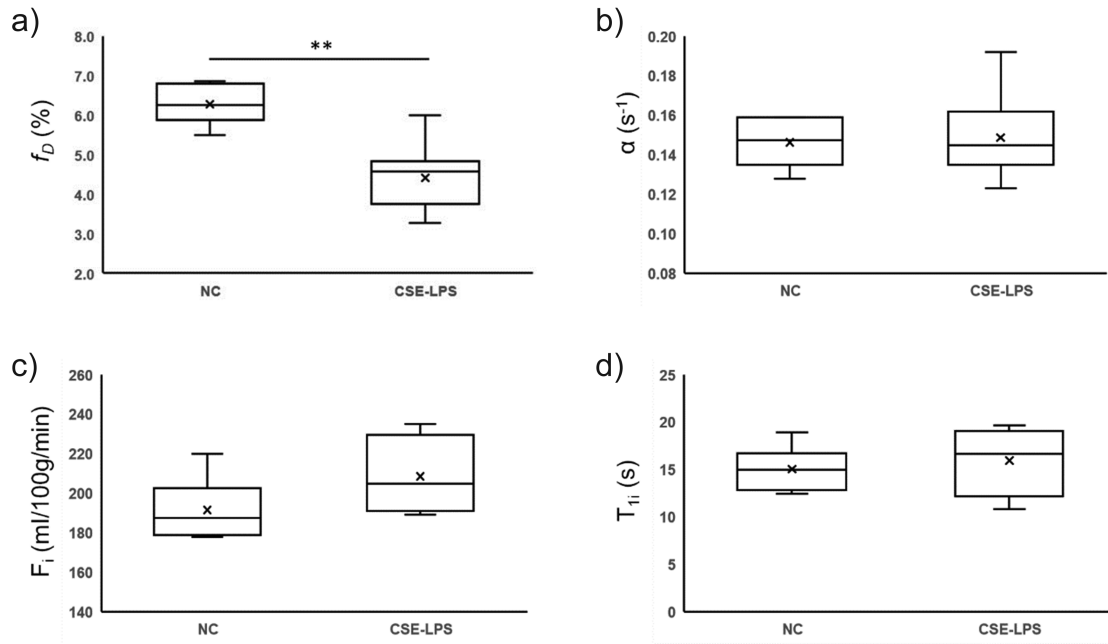 a)
8.0
7.0
6.0
5.0
4.0
3.0
2.0
f_D (%)
**
NC
CSE-LPS
b)
0.20
0.18
0.16
0.14
0.12
0.10
0.08
α (s⁻¹)
NC
CSE-LPS
c)
260
240
220
200
180
160
140
F_i (ml/100g/min)
NC
CSE-LPS
d)
25
20
15
10
5
0
T_1i (s)
NC
CSE-LPS